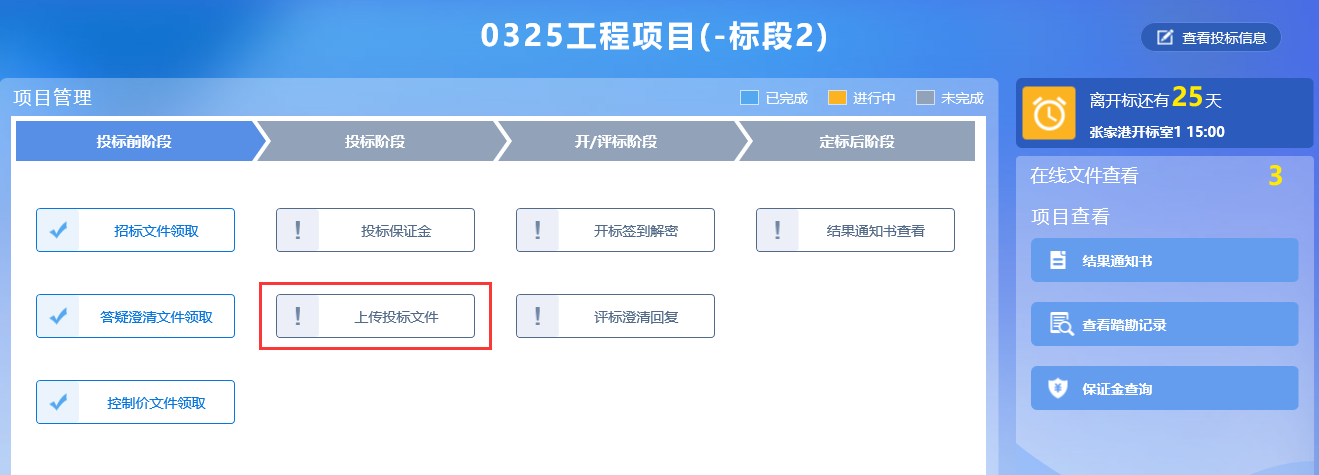 0325工程项目(-标段2)
查看投标信息
项目管理
已完成 进行中 未完成
投标前阶段 投标阶段 开/评标阶段 定标后阶段
招标文件领取 ! 投标保证金 ! 开标签到解密 ! 结果通知书查看
答疑澄清文件领取 ! 上传投标文件 ! 评标澄清回复
控制价文件领取
离开标还有25天
张家港开标室1 15:00
在线文件查看 3
项目查看
结果通知书
查看踏勘记录
保证金查询